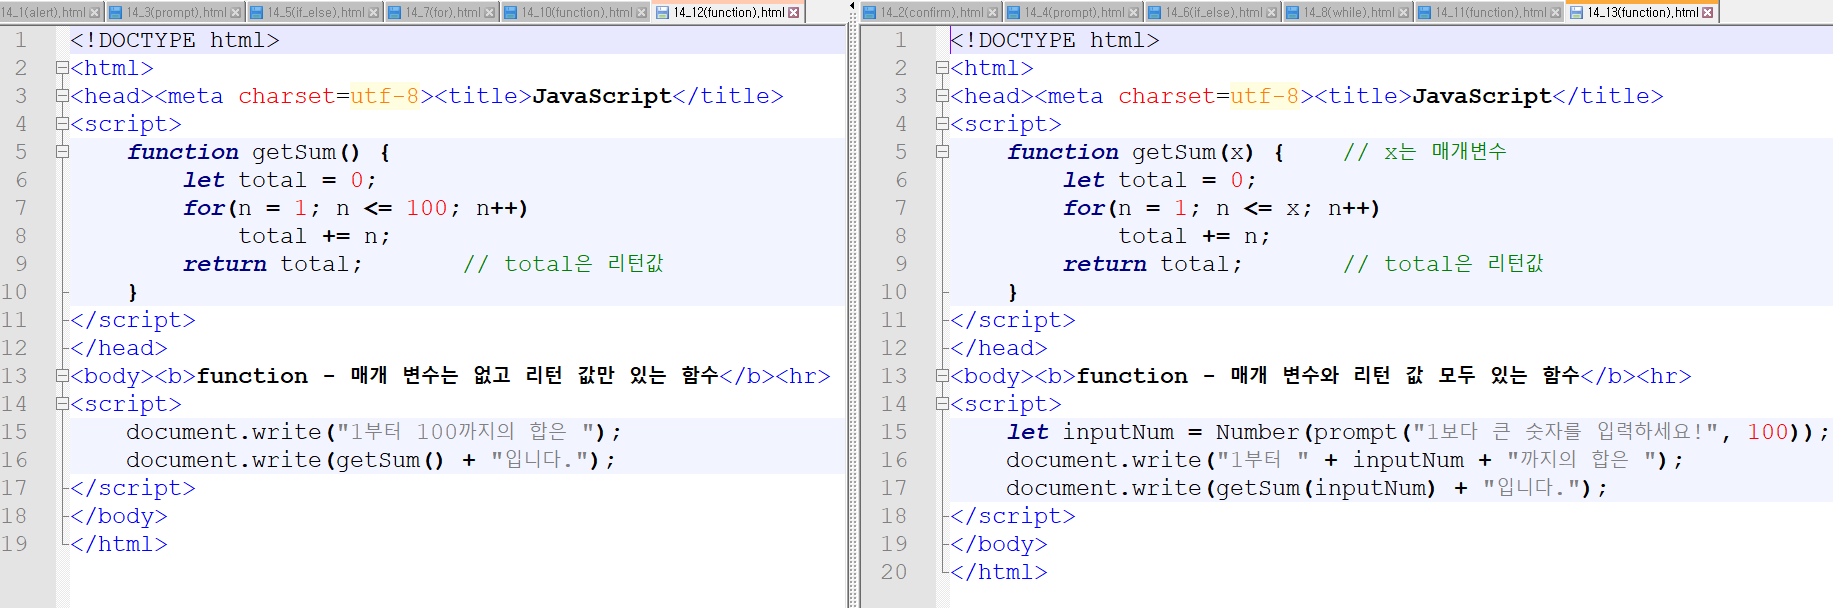 14_1(alert),html 14_3(prompt),html 14_5(if_else),html 14_7(for),html 14_10(function),html 14_12(function),html
1 <!DOCTYPE html>
2 <html>
3 <head><meta charset=utf-8><title>JavaScript</title>
4 <script>
5 function getSum() {
6 let total = 0;
7 for(n = 1; n <= 100; n++)
8 total += n;
9 return total; // total은 리턴값
10 }
11 </script>
12 </head>
13 <body><b>function - 매개 변수는 없고 리턴 값만 있는 함수</b><hr>
14 <script>
15 document.write("1부터 100까지의 합은 ");
16 document.write(getSum() + "입니다.");
17 </script>
18 </body>
19 </html>
14_2(confirm),html 14_4(prompt),html 14_6(if_else),html 14_8(while),html 14_11(function),html 14_13(function),html
1 <!DOCTYPE html>
2 <html>
3 <head><meta charset=utf-8><title>JavaScript</title>
4 <script>
5 function getSum(x) { // x는 매개변수
6 let total = 0;
7 for(n = 1; n <= x; n++)
8 total += n;
9 return total; // total은 리턴값
10 }
11 </script>
12 </head>
13 <body><b>function - 매개 변수와 리턴 값 모두 있는 함수</b><hr>
14 <script>
15 let inputNum = Number(prompt("1보다 큰 숫자를 입력하세요!", 100));
16 document.write("1부터 " + inputNum + "까지의 합은 ");
17 document.write(getSum(inputNum) + "입니다.");
18 </script>
19 </body>
20 </html>